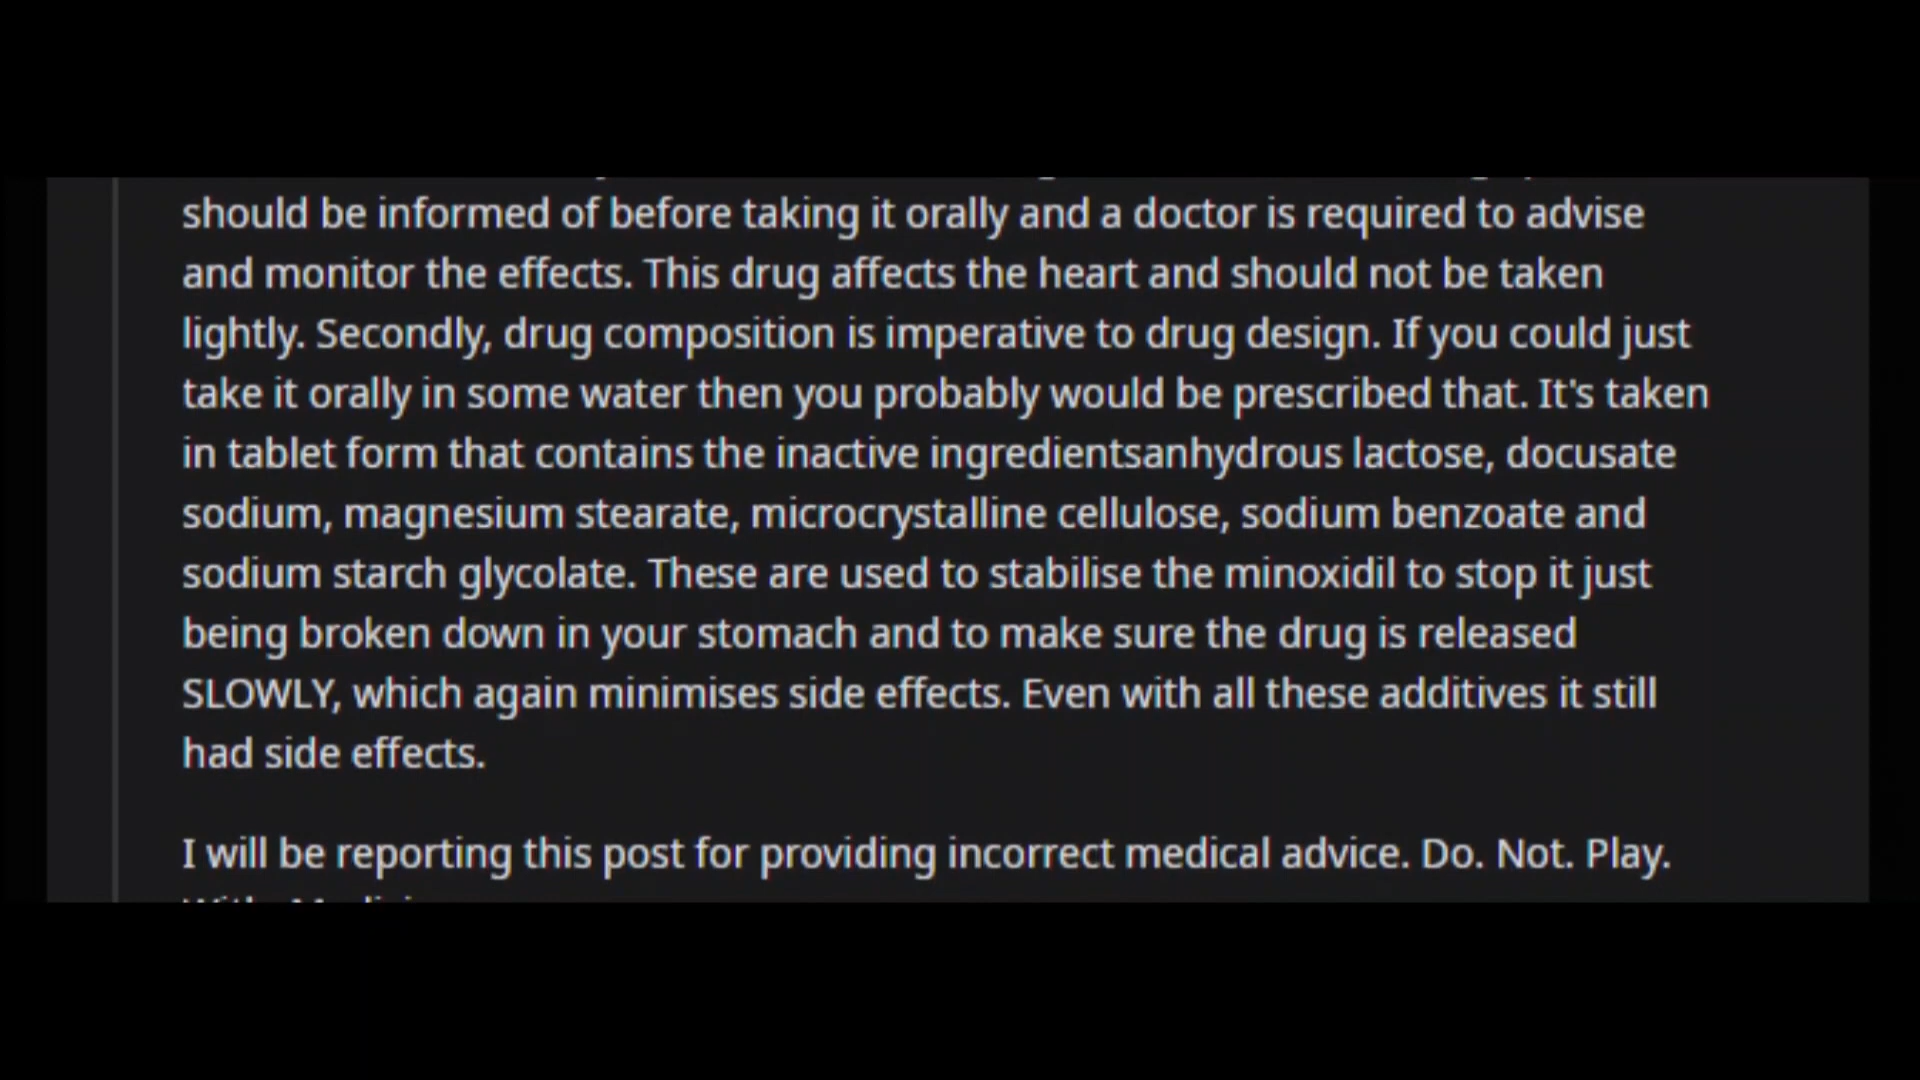 should be informed of before taking it orally and a doctor is required to advise
and monitor the effects. This drug affects the heart and should not be taken
lightly. Secondly, drug composition is imperative to drug design. If you could just
take it orally in some water then you probably would be prescribed that. It's taken
in tablet form that contains the inactive ingredientsanhydrous lactose, docusate
sodium, magnesium stearate, microcrystalline cellulose, sodium benzoate and
sodium starch glycolate. These are used to stabilise the minoxidil to stop it just
being broken down in your stomach and to make sure the drug is released
SLOWLY, which again minimises side effects. Even with all these additives it still
had side effects.
I will be reporting this post for providing incorrect medical advice. Do. Not. Play.